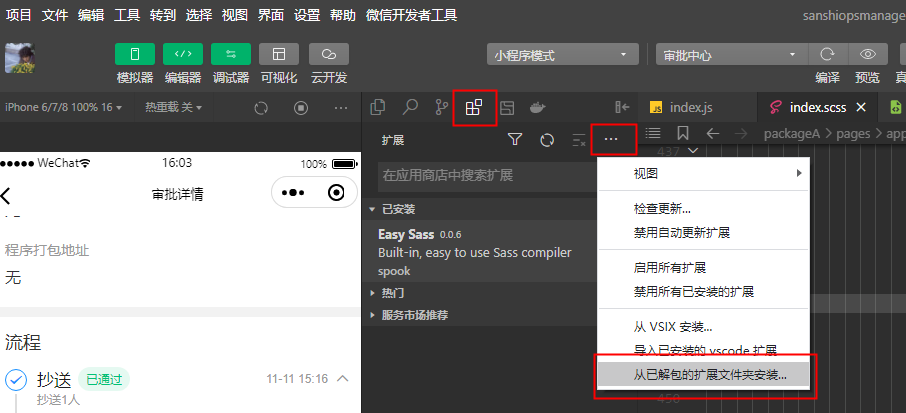 项目 文件 编辑 工具 转到 选择 视图 界面 设置 帮助 微信开发者工具 sanshiopsmanage
小程序模式 审批中心
模拟器 编辑器 调试器 可视化 云开发 编译 预览
iPhone 6/7/8 100% 16 热重载 关
index.js index.scss
扩展
437 packageA pages app
WeChat 16:03 100%
审批详情
在应用商店中搜索扩展
视图
已安装
检查更新...
Easy Sass 0.0.6
禁用自动更新扩展
程序打包地址
Built-in, easy to use Sass compiler
无
spook
启用所有扩展
热门
禁用所有已安装的扩展
服务市场推荐
从 VSIX 安装...
流程
导入已安装的 vscode 扩展
抄送 已通过 11-11 15:16
从已解包的扩展文件夹安装...
抄送1人
450